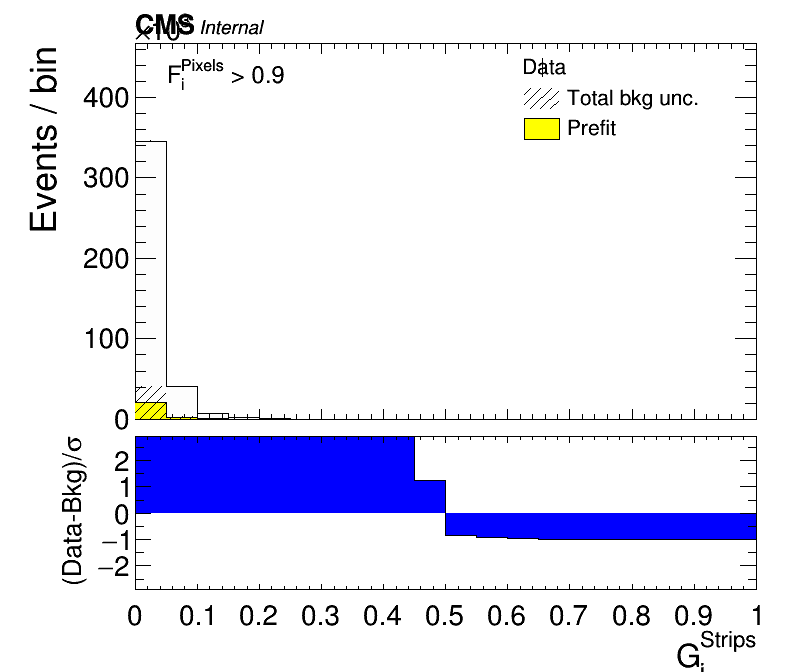 CMS Internal
×10³
F_i^Pixels > 0.9
Data
Total bkg unc.
Prefit
Events / bin
400
300
200
100
0
(Data-Bkg)/σ
2
1
0
−1
−2
0 0.1 0.2 0.3 0.4 0.5 0.6 0.7 0.8 0.9 1
G_i^Strips